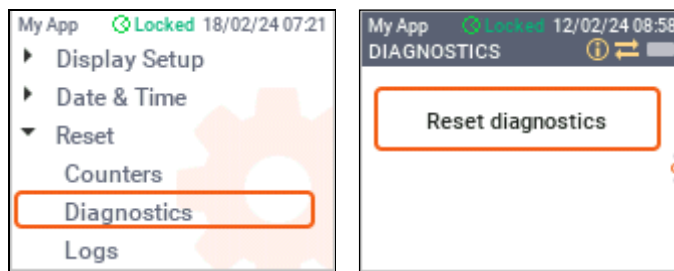 My App Locked 18/02/24 07:21
Display Setup
Date & Time
Reset
Counters
Diagnostics
Logs
My App Locked 12/02/24 08:58
DIAGNOSTICS
Reset diagnostics